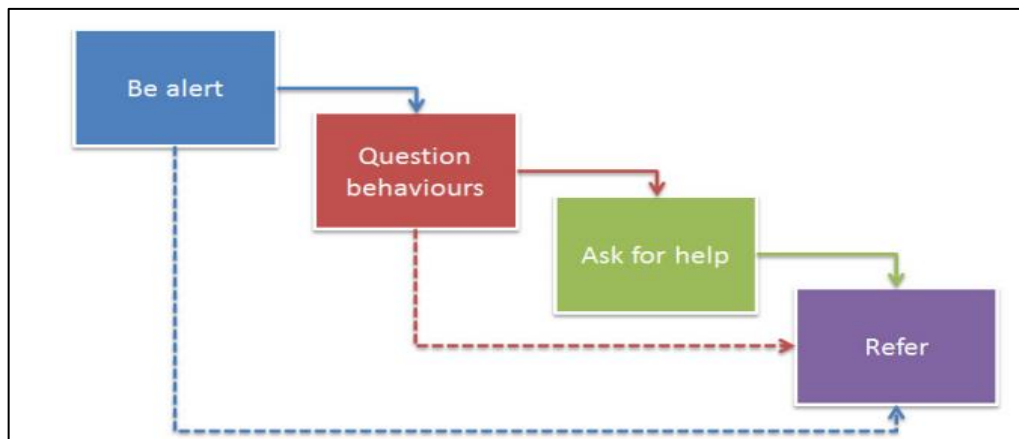 Be alert
Question
behaviours
Ask for help
Refer